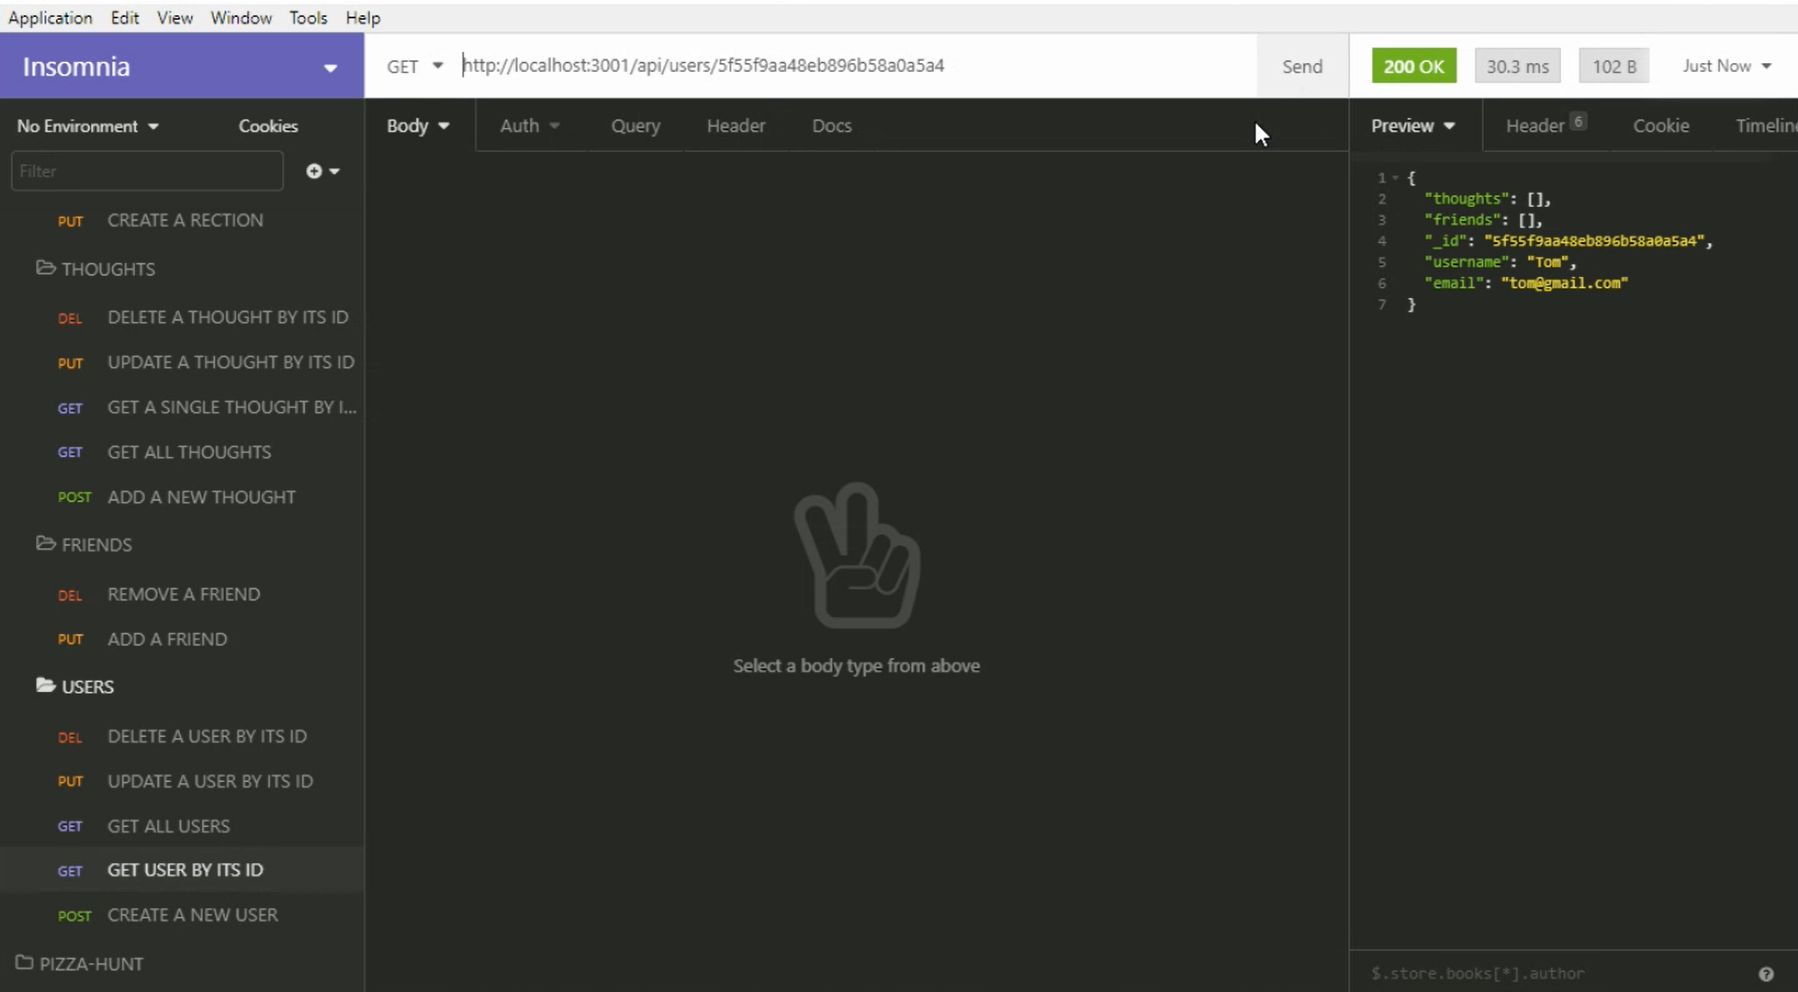 Application Edit View Window Tools Help
Insomnia
GET http://localhost:3001/api/users/5f55f9aa48eb896b58a0a5a4 Send
200 OK 30.3 ms 102 B Just Now
No Environment Cookies
Filter
Body Auth Query Header Docs
Preview Header 6 Cookie Timeline
PUT CREATE A RECTION
THOUGHTS
DEL DELETE A THOUGHT BY ITS ID
PUT UPDATE A THOUGHT BY ITS ID
GET GET A SINGLE THOUGHT BY I...
GET GET ALL THOUGHTS
POST ADD A NEW THOUGHT
FRIENDS
DEL REMOVE A FRIEND
PUT ADD A FRIEND
USERS
DEL DELETE A USER BY ITS ID
PUT UPDATE A USER BY ITS ID
GET GET ALL USERS
GET GET USER BY ITS ID
POST CREATE A NEW USER
PIZZA-HUNT
Select a body type from above
1 {
2 "thoughts": [],
3 "friends": [],
4 "_id": "5f55f9aa48eb896b58a0a5a4",
5 "username": "Tom",
6 "email": "tom@gmail.com"
7 }
$.store.books[*].author